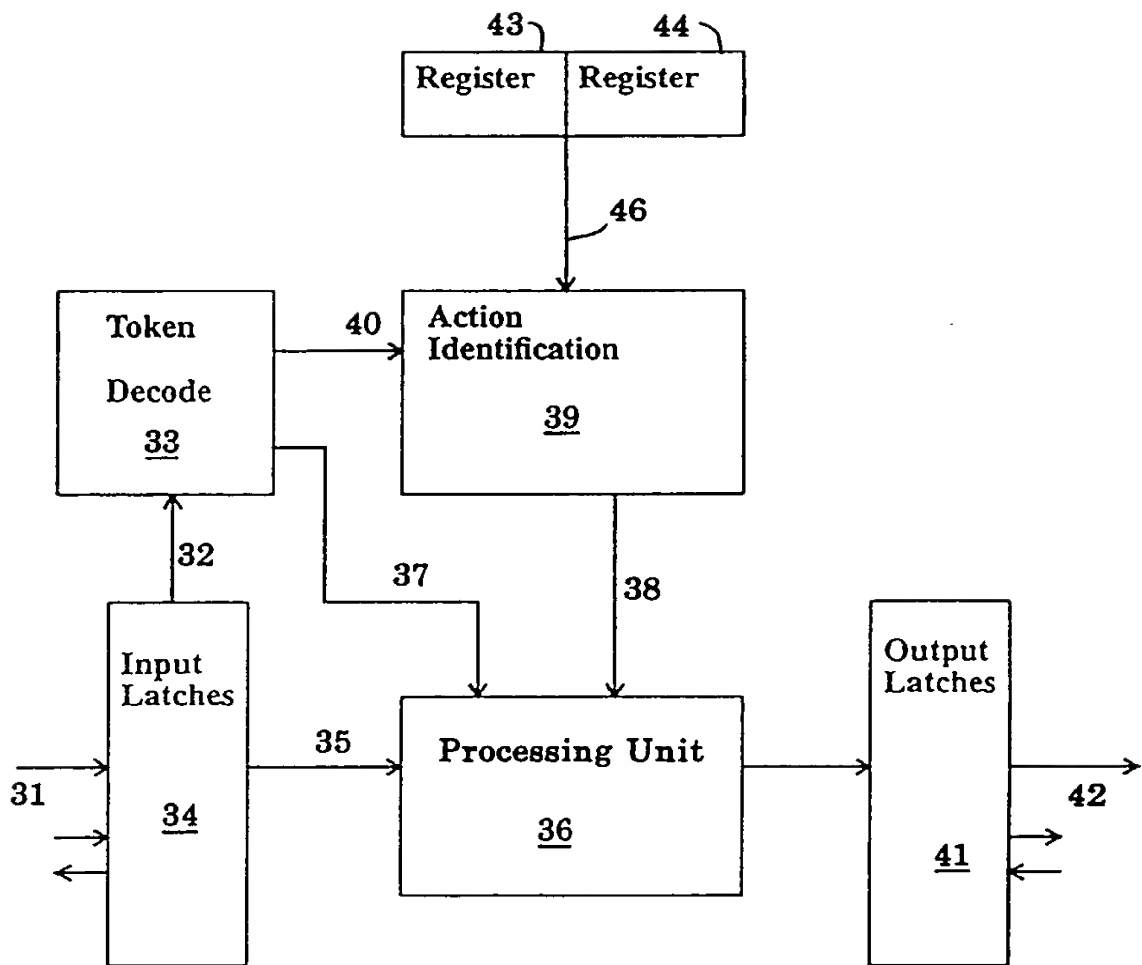 43
44
Register
Register
46
Token
Decode
33
40
Action
Identification
39
32
37
38
Input
Latches
34
31
35
Processing Unit
36
Output
Latches
41
42